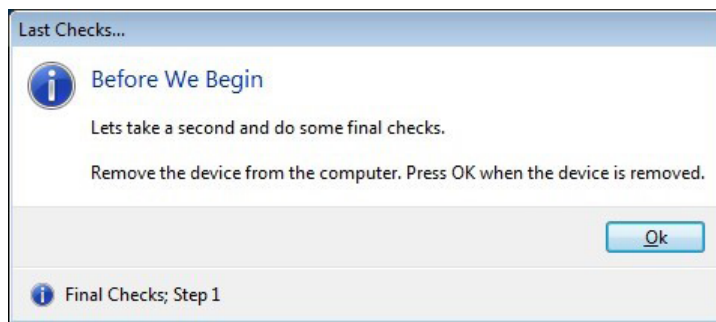 Last Checks...
Before We Begin
Lets take a second and do some final checks.
Remove the device from the computer. Press OK when the device is removed.
Ok
Final Checks; Step 1